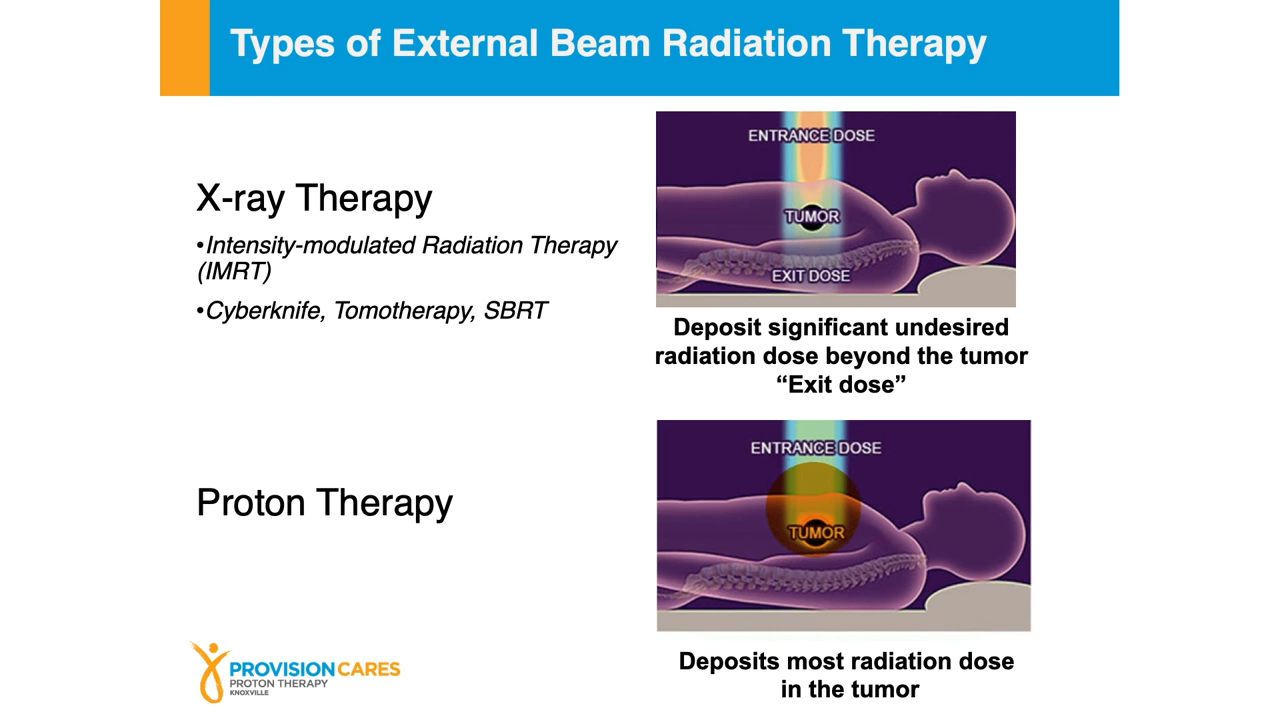 Types of External Beam Radiation Therapy
X-ray Therapy
•Intensity-modulated Radiation Therapy
(IMRT)
•Cyberknife, Tomotherapy, SBRT
ENTRANCE DOSE
TUMOR
EXIT DOSE
Deposit significant undesired
radiation dose beyond the tumor
“Exit dose”
Proton Therapy
ENTRANCE DOSE
TUMOR
Deposits most radiation dose
in the tumor
PROVISION CARES
PROTON THERAPY
KNOXVILLE